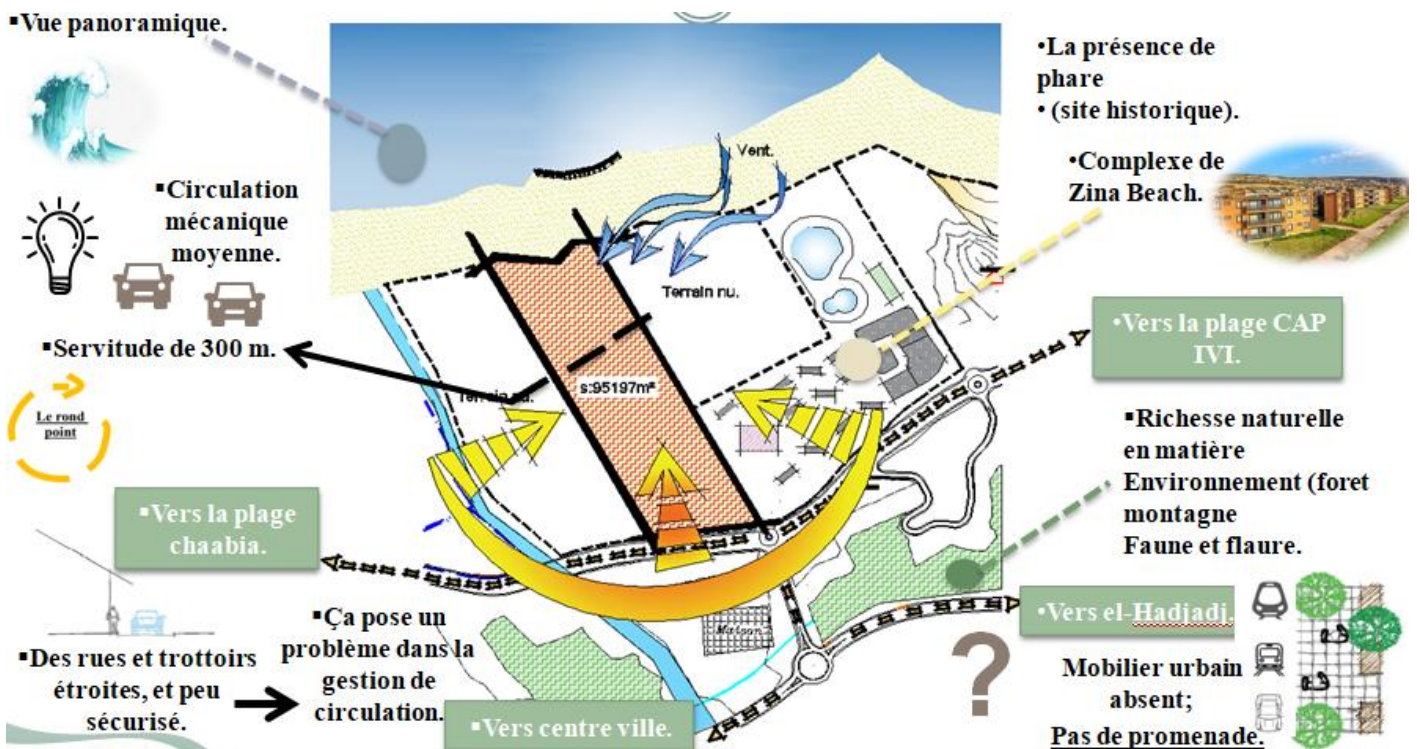 ▪Vue panoramique.
▪Circulation
mécanique
moyenne.
▪Servitude de 300 m.
Le rond
point
▪Vers la plage
chaabia.
▪Des rues et trottoirs
étroites, et peu
sécurisé.
▪Ça pose un
problème dans la
gestion de
circulation.
▪Vers centre ville.
Vent.
Terrain nu.
Terrain nu.
s:95197m²
Maison
•La présence de
phare
• (site historique).
•Complexe de
Zina Beach.
•Vers la plage CAP
IVI.
▪Richesse naturelle
en matière
Environnement (foret
montagne
Faune et flaure.
•Vers el-Hadjadj.
?
Mobilier urbain
absent;
Pas de promenade.